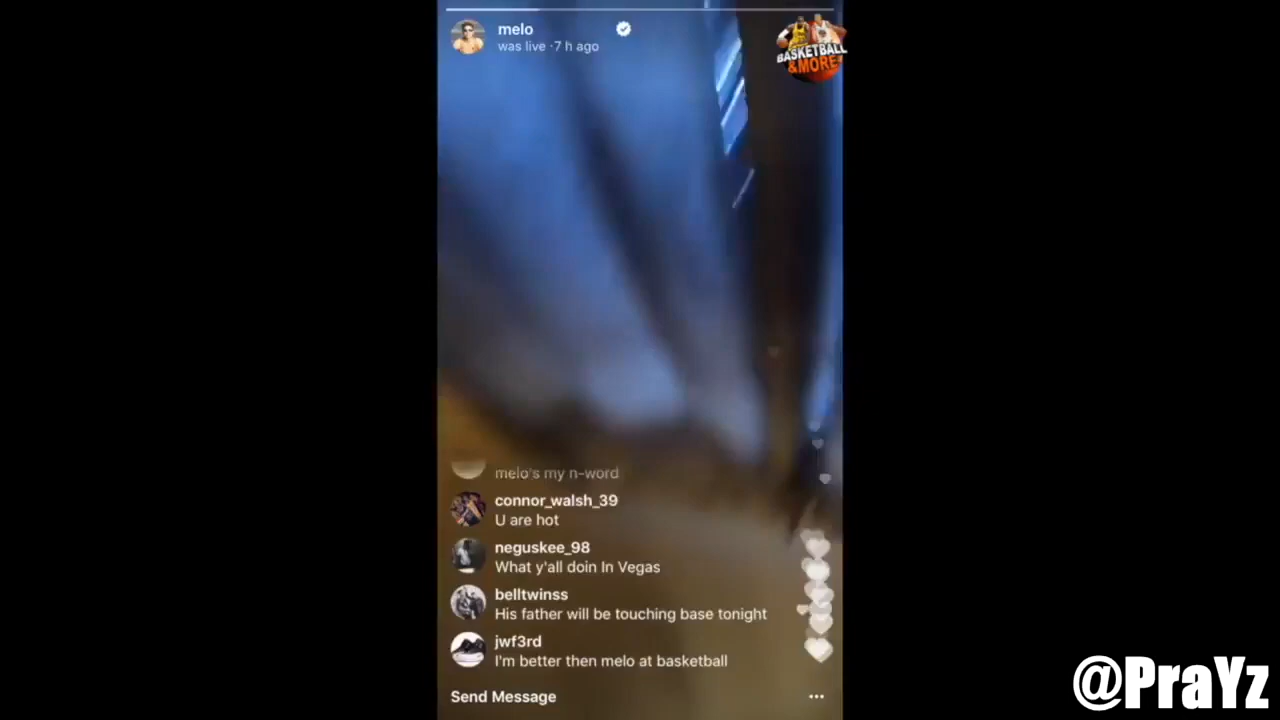 melo
was live · 7 h ago
BASKETBALL
&MORE
melo's my n-word
connor_walsh_39
U are hot
neguskee_98
What y'all doin In Vegas
belltwinss
His father will be touching base tonight
jwf3rd
I'm better then melo at basketball
Send Message
@PraYz